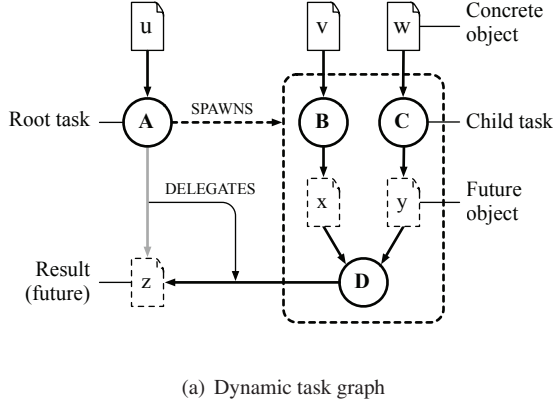 u
v
w
Concrete
object
Root task
A
SPAWNS
B
C
Child task
DELEGATES
x
y
Future
object
Result
(future)
z
D
(a) Dynamic task graph